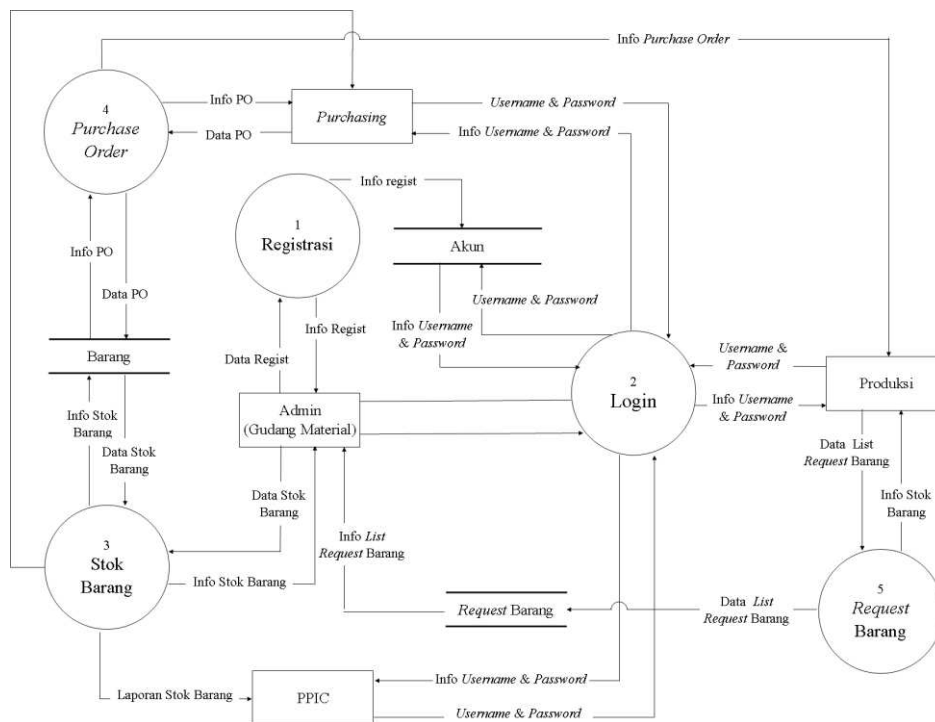 Info Purchase Order
4
Purchase
Order
Info PO
Data PO
Purchasing
Username & Password
Info Username & Password
Info regist
1
Registrasi
Akun
Info PO
Data PO
Username & Password
Info Username
& Password
Info Regist
Data Regist
Barang
Username &
Password
2
Login
Produksi
Info Username
& Password
Admin
(Gudang Material)
Info Stok
Barang
Data Stok
Barang
Data List
Request Barang
Data Stok
Barang
Info Stok
Barang
Info List
Request Barang
3
Stok
Barang
Info Stok Barang
5
Request
Barang
Request Barang
Data List
Request Barang
Laporan Stok Barang
PPIC
Info Username & Password
Username & Password